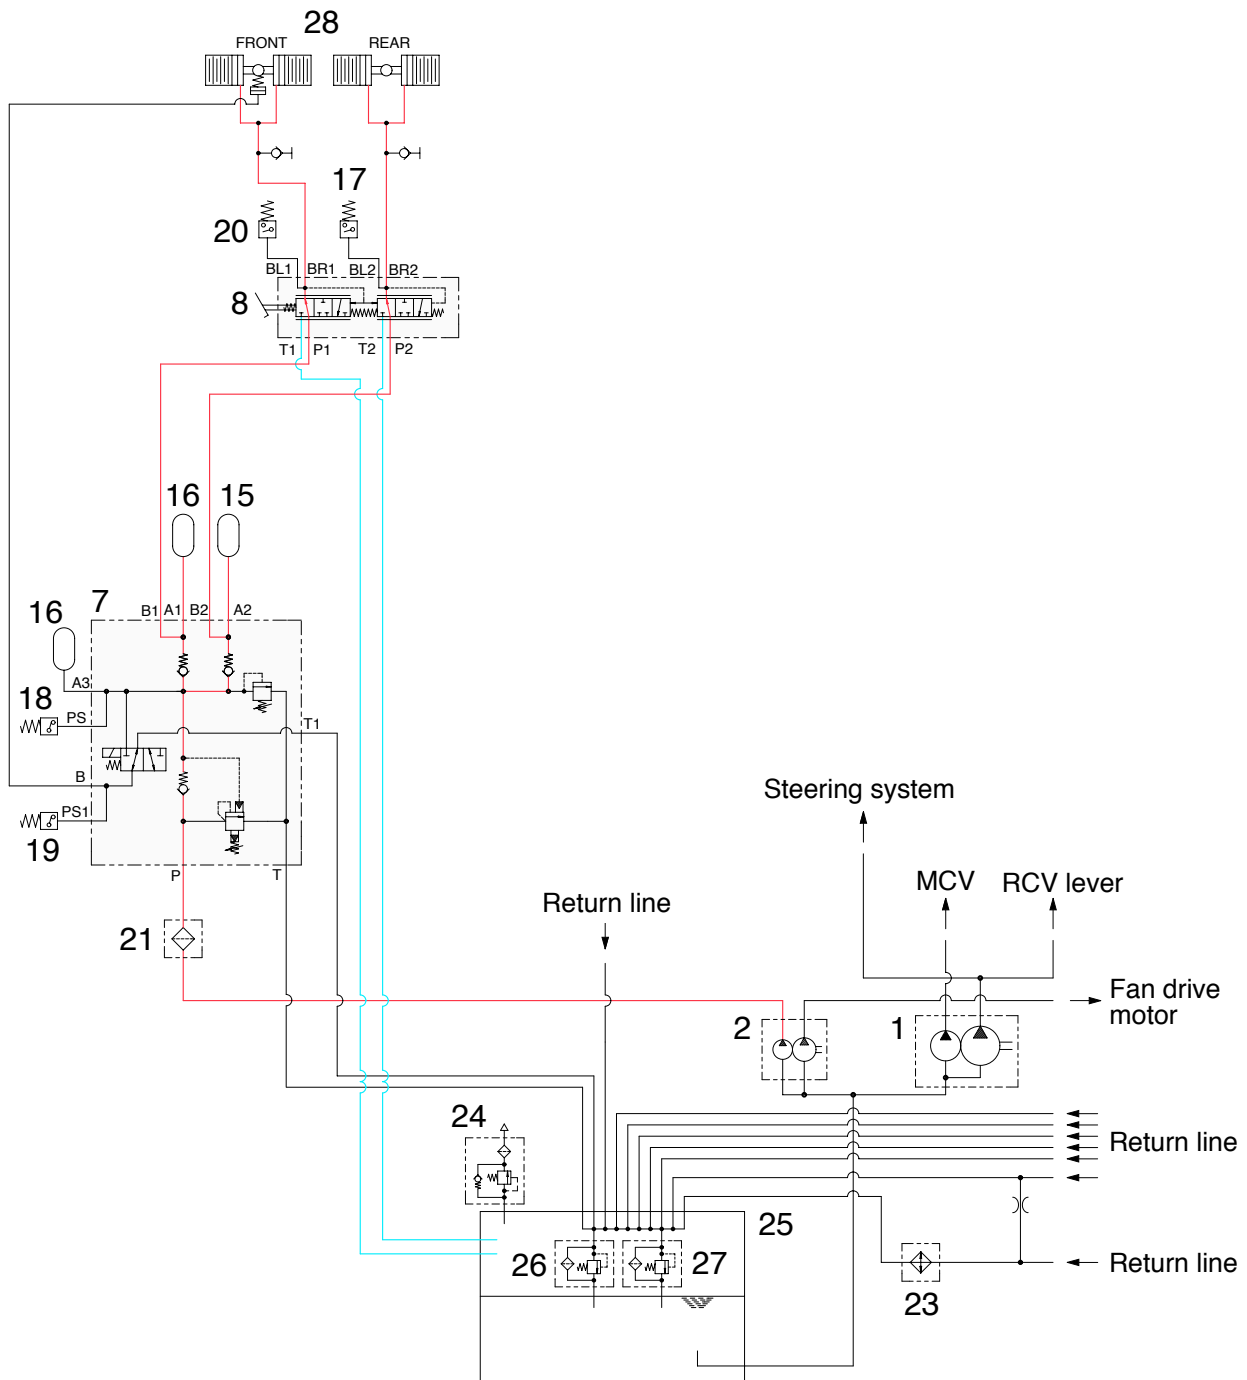 28
FRONT
REAR
17
20
BL1
BR1
BL2
BR2
8
T1
P1
T2
P2
16
15
16
7
B1
A1
B2
A2
A3
18
PS
T1
B
PS1
19
P
T
Steering system
MCV
RCV lever
Return line
21
Fan drive
motor
2
1
24
Return line
25
26
27
Return line
23